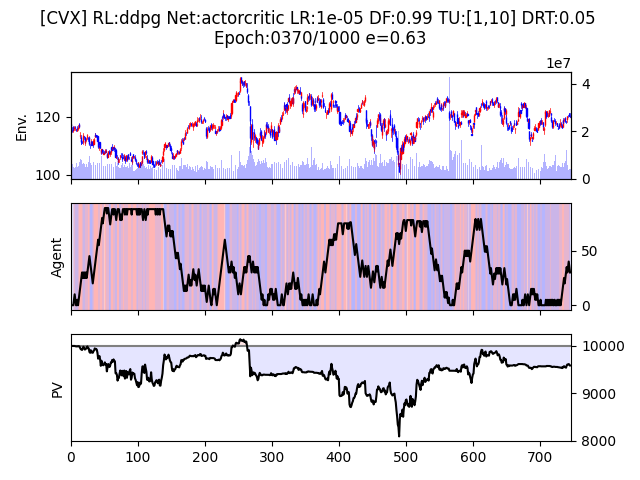 [CVX] RL:ddpg Net:actorcritic LR:1e-05 DF:0.99 TU:[1,10] DRT:0.05
Epoch:0370/1000 e=0.63
1e7
Env.
120
100
4
2
0
Agent
50
0
PV
10000
9000
8000
0 100 200 300 400 500 600 700